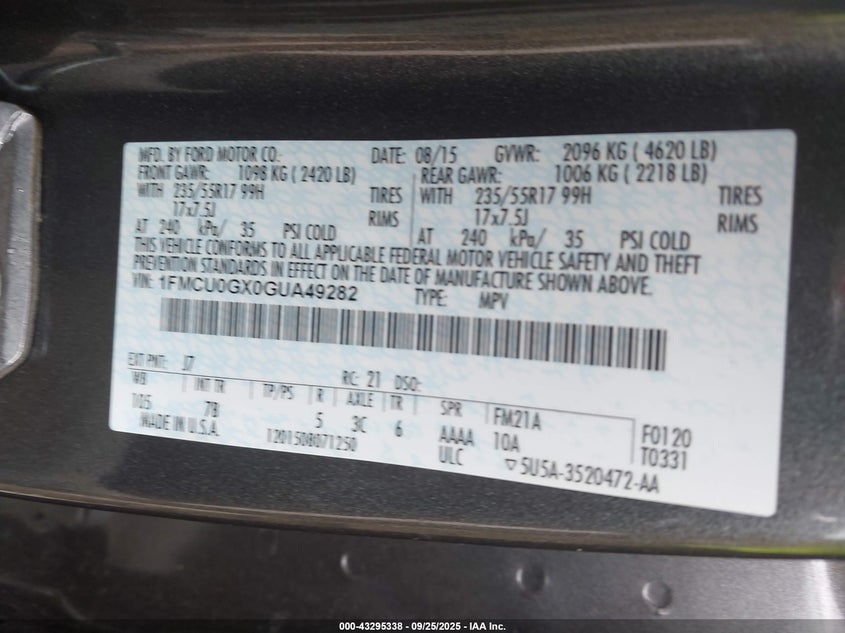 MFD. BY FORD MOTOR CO. DATE: 08/15 GVWR: 2096 KG ( 4620 LB)
FRONT GAWR: 1098 KG ( 2420 LB) REAR GAWR: 1006 KG ( 2218 LB)
WITH 235/55R17 99H TIRES WITH 235/55R17 99H TIRES
17x7.5J RIMS 17x7.5J RIMS
AT 240 kPa/ 35 PSI COLD AT 240 kPa/ 35 PSI COLD
THIS VEHICLE CONFORMS TO ALL APPLICABLE FEDERAL MOTOR VEHICLE SAFETY AND THEFT
PREVENTION STANDARDS IN EFFECT ON THE DATE OF MANUFACTURE SHOWN ABOVE.
VIN: 1FMCU0GX0GUA49282 TYPE: MPV
EXT PNT: J7 RC: 21 DSO:
WB INT TR TP/PS R AXLE TR SPR FM21A
105 7B 5 3C 6 AAAA 10A F0120
MADE IN U.S.A. 1201508071250 ULC ▽5U5A-3520472-AA T0331
000-43295338 - 09/25/2025 - IAA Inc.